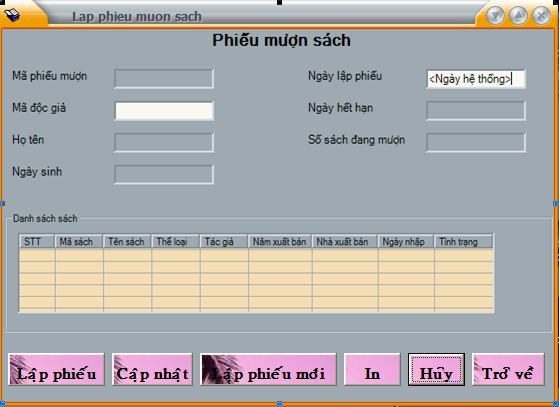 Lap phieu muon sach
Phiếu mượn sách
Mã phiếu mượn
Ngày lập phiếu <Ngày hệ thống>
Mã độc giả
Ngày hết hạn
Họ tên
Số sách đang mượn
Ngày sinh
Danh sách sách
STT Mã sách Tên sách Thể loại Tác giả Năm xuất bản Nhà xuất bản Ngày nhập Tình trạng
Lập phiếu Cập nhật Lập phiếu mới In Hủy Trở về